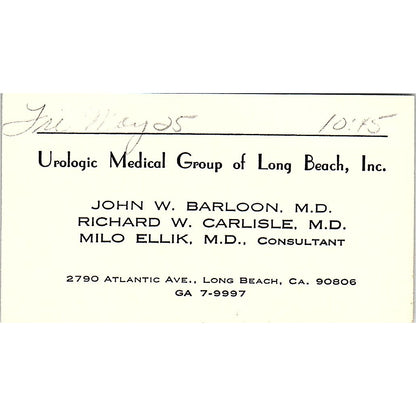 Fri May 25 10:45
Urologic Medical Group of Long Beach, Inc.
JOHN W. BARLOON, M.D.
RICHARD W. CARLISLE, M.D.
MILO ELLIK, M.D., CONSULTANT
2790 ATLANTIC AVE., LONG BEACH, CA. 90806
GA 7-9997